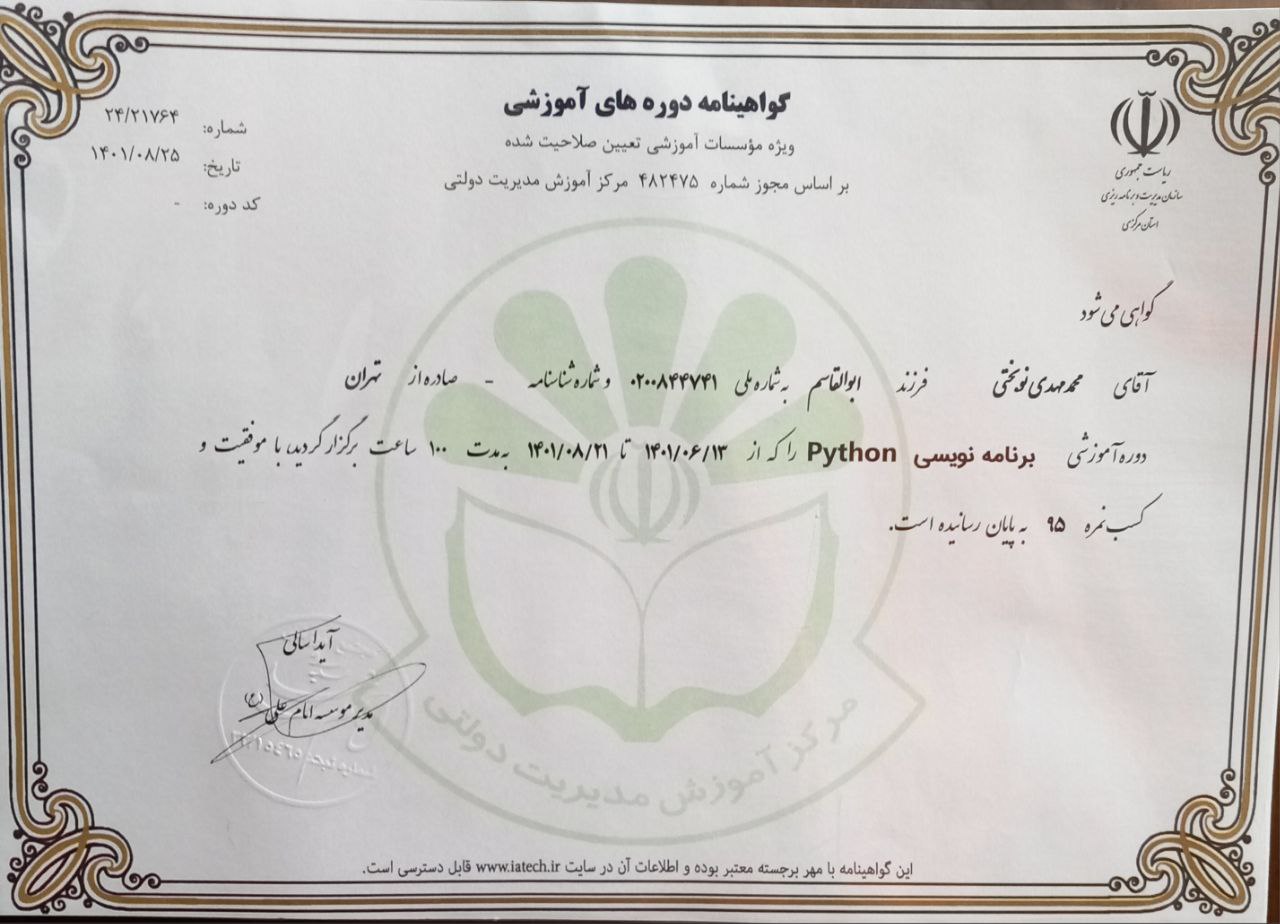 گواهینامه دوره های آموزشی
ویژه مؤسسات آموزشی تعیین صلاحیت شده
بر اساس مجوز شماره ۴۸۲۴۷۵ مرکز آموزش مدیریت دولتی
ریاست جمهوری
سازمان مدیریت و برنامه ریزی
استان مرکزی
شماره: ۲۴/۲۱۷۶۴
تاریخ: ۱۴۰۱/۰۸/۲۵
کد دوره: -
گواهی می شود
آقای محمدمهدی نوبختی فرزند ابوالقاسم به شماره ملی ۰۲۰۰۸۴۴۷۴۱ و شماره شناسنامه - صادره از تهران
دوره آموزشی برنامه نویسی Python را که از ۱۴۰۱/۰۶/۱۳ تا ۱۴۰۱/۰۸/۲۱ به مدت ۱۰۰ ساعت برگزار گردید، با موفقیت و
کسب نمره ۹۵ به پایان رسانیده است.
آیدا سالی
مدیر موسسه امام علی (ع)
مرکز آموزش مدیریت دولتی
این گواهینامه با مهر برجسته معتبر بوده و اطلاعات آن در سایت www.iatech.ir قابل دسترسی است.